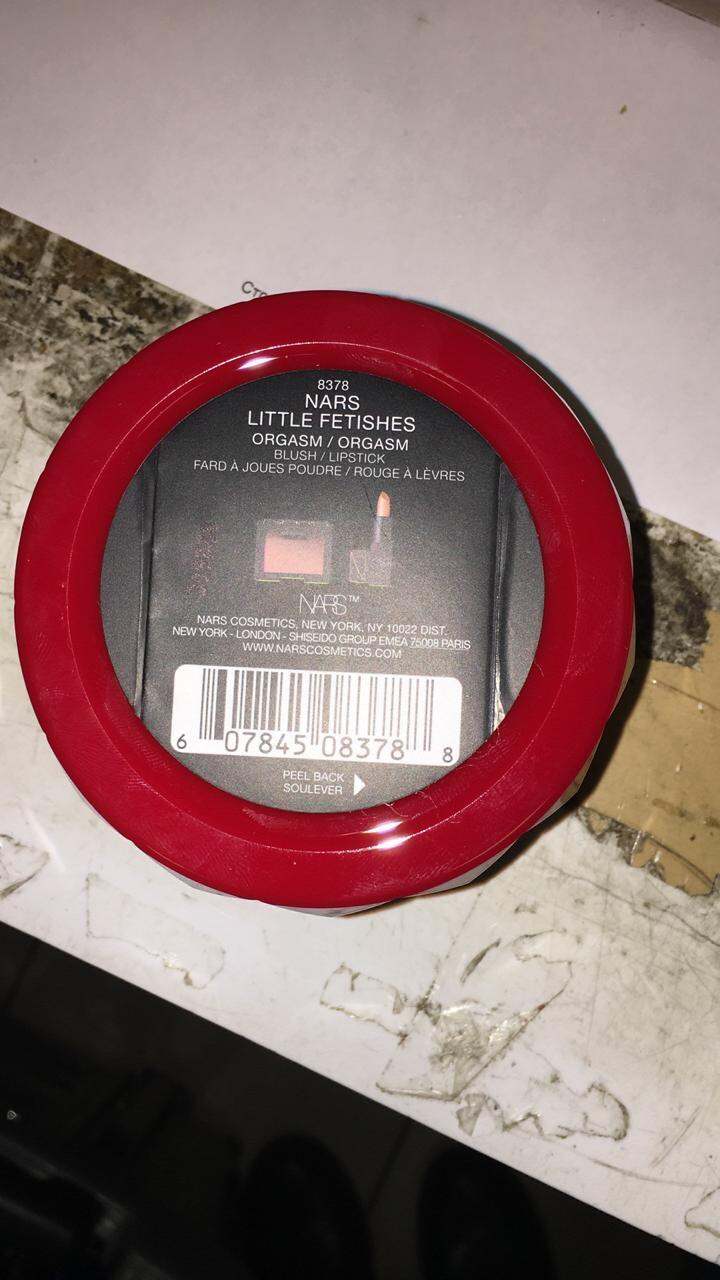 8378
NARS
LITTLE FETISHES
ORGASM / ORGASM
BLUSH / LIPSTICK
FARD À JOUES POUDRE / ROUGE À LÈVRES
NARS™
NARS COSMETICS, NEW YORK, NY 10022 DIST.
NEW YORK - LONDON - SHISEIDO GROUP EMEA 75008 PARIS
WWW.NARSCOSMETICS.COM
6 07845 08378 8
PEEL BACK
SOULEVER